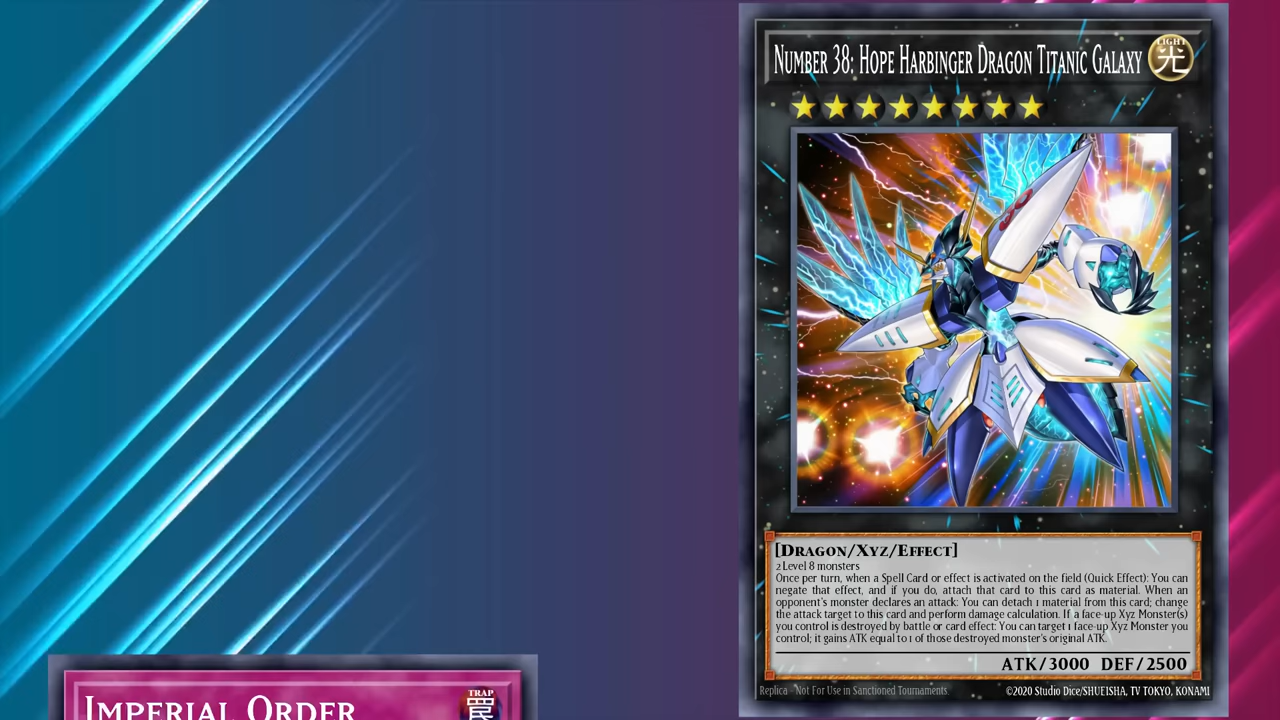 Number 38: Hope Harbinger Dragon Titanic Galaxy
LIGHT
光
[Dragon/Xyz/Effect]
2 Level 8 monsters
Once per turn, when a Spell Card or effect is activated on the field (Quick Effect): You can
negate that effect, and if you do, attach that card to this card as material. When an
opponent's monster declares an attack: You can detach 1 material from this card; change
the attack target to this card and perform damage calculation. If a face-up Xyz Monster(s)
you control is destroyed by battle or card effect: You can target 1 face-up Xyz Monster you
control; it gains ATK equal to 1 of those destroyed monster's original ATK.
ATK/3000 DEF/2500
Replica - Not For Use in Sanctioned Tournaments.
©2020 Studio Dice/SHUEISHA, TV TOKYO, KONAMI
Imperial Order
TRAP
罠